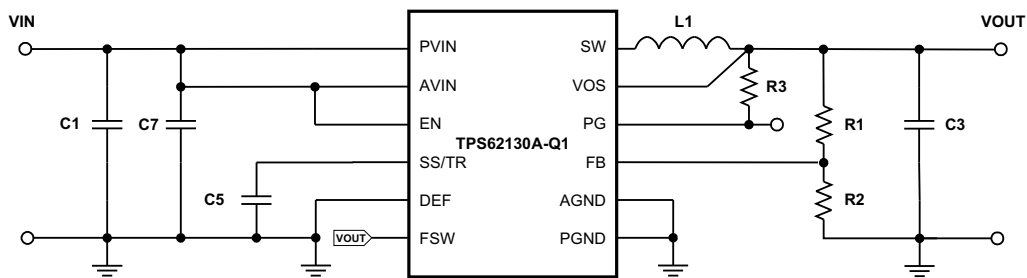 VIN
L1
VOUT
PVIN
SW
AVIN
VOS
R3
C1
C7
EN
PG
R1
C3
TPS62130A-Q1
SS/TR
FB
C5
DEF
AGND
R2
VOUT
FSW
PGND